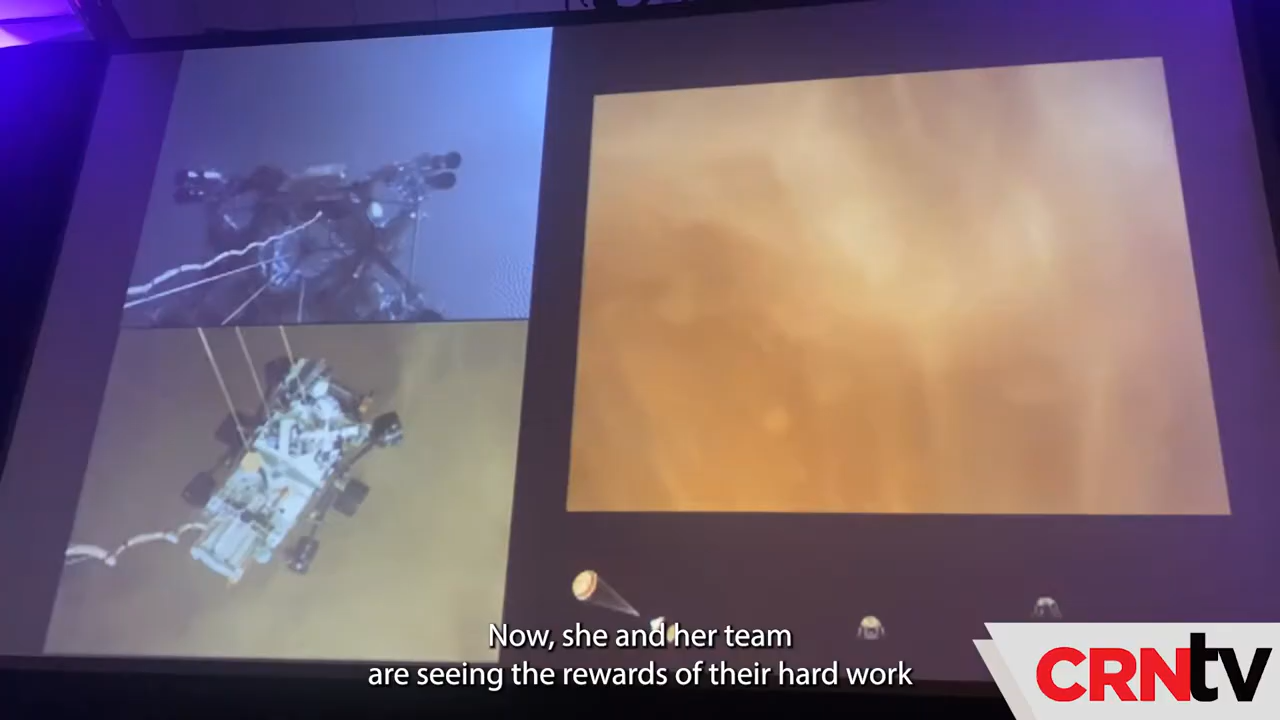 Now, she and her team
are seeing the rewards of their hard work
CRNtv